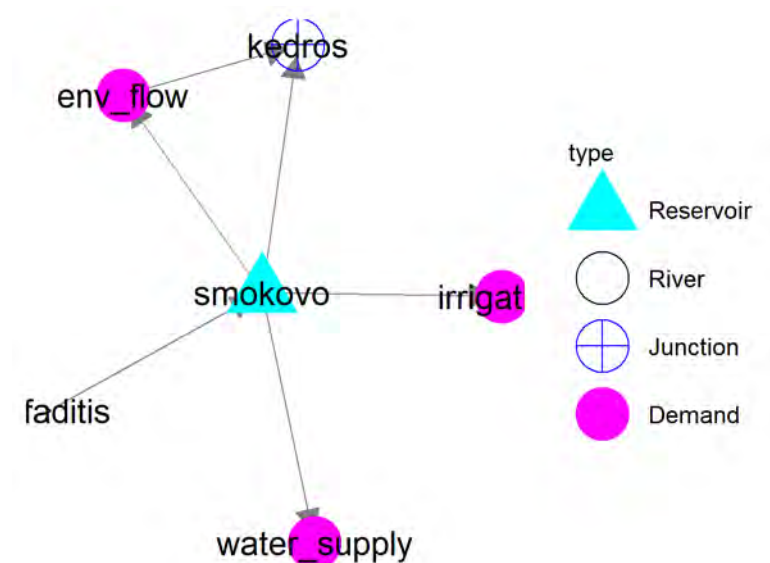 kedros
env_flow
smokovo
irrigat
faditis
water_supply
type
Reservoir
River
Junction
Demand